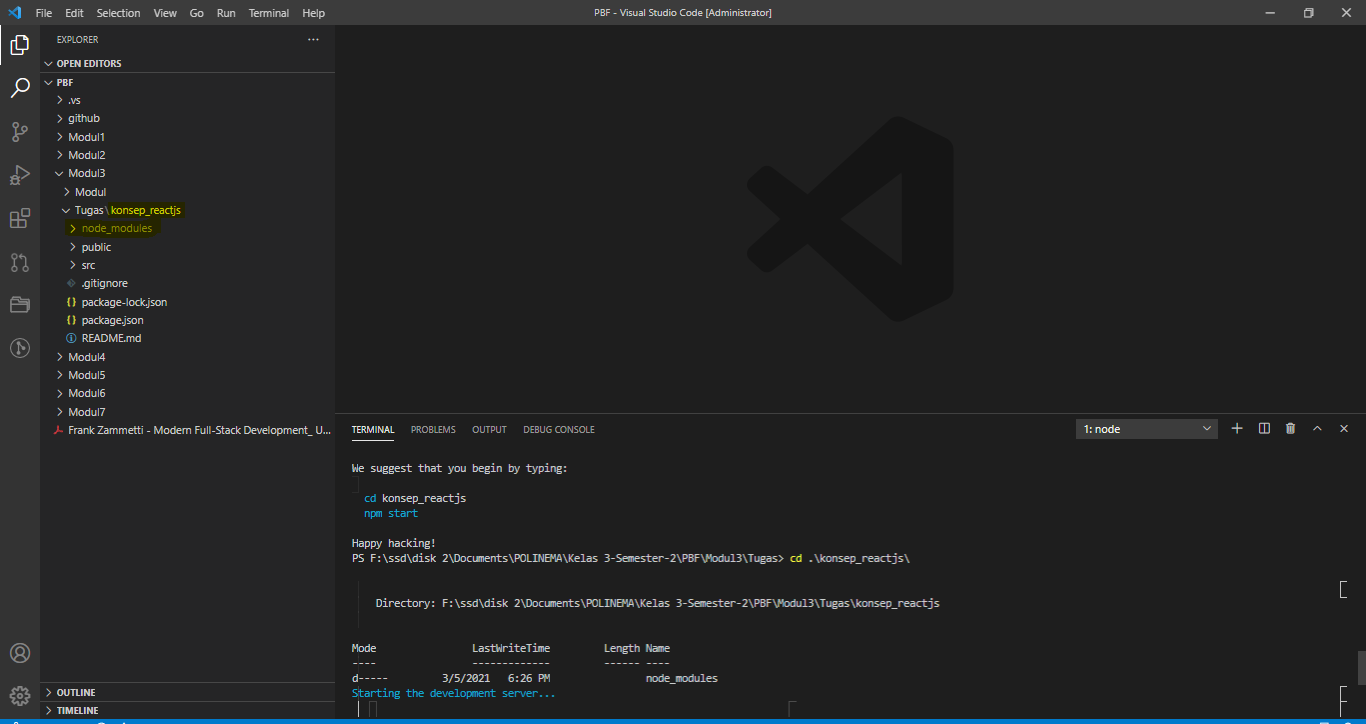 File Edit Selection View Go Run Terminal Help PBF - Visual Studio Code [Administrator]
EXPLORER
OPEN EDITORS
PBF
.vs
github
Modul1
Modul2
Modul3
Modul
Tugas\konsep_reactjs
node_modules
public
src
.gitignore
package-lock.json
package.json
README.md
Modul4
Modul5
Modul6
Modul7
Frank Zammetti - Modern Full-Stack Development_ U...
OUTLINE
TIMELINE
TERMINAL PROBLEMS OUTPUT DEBUG CONSOLE 1: node
We suggest that you begin by typing:
cd konsep_reactjs
npm start
Happy hacking!
PS F:\ssd\disk 2\Documents\POLINEMA\Kelas 3-Semester-2\PBF\Modul3\Tugas> cd .\konsep_reactjs\
Directory: F:\ssd\disk 2\Documents\POLINEMA\Kelas 3-Semester-2\PBF\Modul3\Tugas\konsep_reactjs
Mode LastWriteTime Length Name
---- ------------- ------ ----
d----- 3/5/2021 6:26 PM node_modules
Starting the development server...